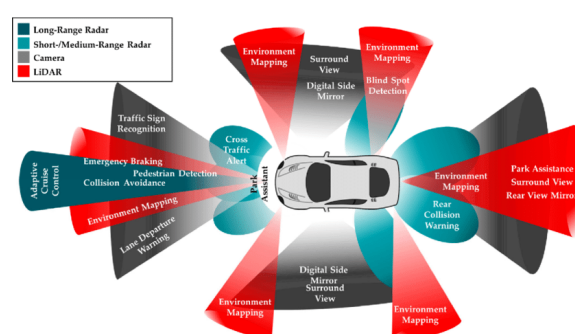 Long-Range Radar
Short-/Medium-Range Radar
Camera
LiDAR
Environment
Mapping
Surround
View
Digital Side
Mirror
Environment
Mapping
Blind Spot
Detection
Traffic Sign
Recognition
Cross
Traffic
Alert
Emergency Braking
Pedestrian Detection
Collision Avoidance
Adaptive
Cruise
Control
Park
Assistant
Environment Mapping
Lane Departure
Warning
Environment
Mapping
Park Assistance
Surround View
Rear View Mirror
Rear
Collision
Warning
Digital Side
Mirror
Surround
View
Environment
Mapping
Environment
Mapping